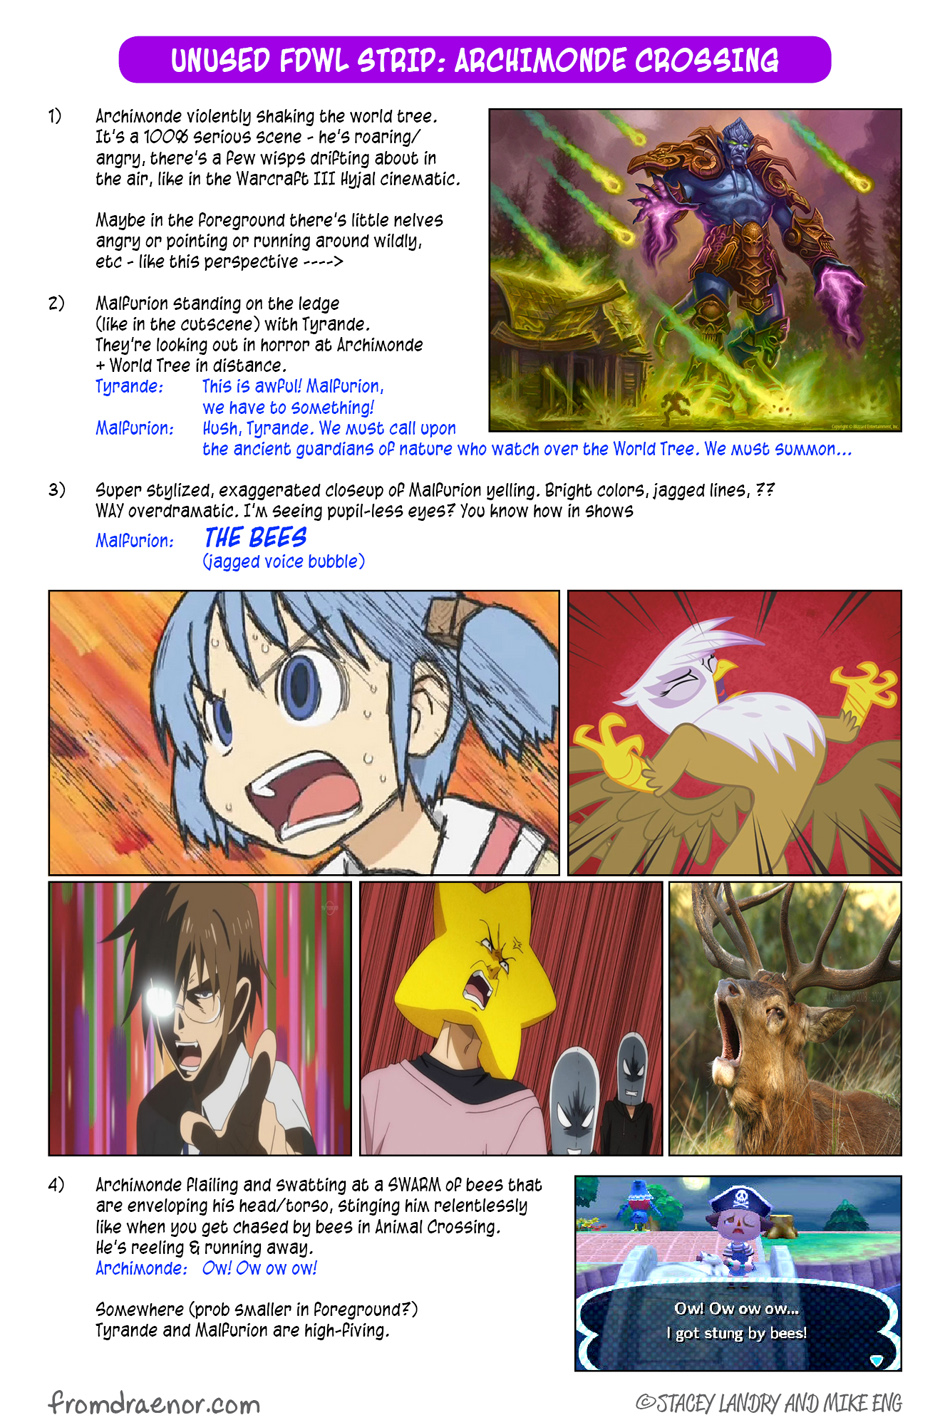 UNUSED FDWL STRIP: ARCHIMONDE CROSSING
1) Archimonde violently shaking the world tree.
It's a 100% serious scene - he's roaring/
angry, there's a few wisps drifting about in
the air, like in the Warcraft III Hyjal cinematic.
Maybe in the foreground there's little nelves
angry or pointing or running around wildly,
etc - like this perspective ---->
2) Malfurion standing on the ledge
(like in the cutscene) with Tyrande.
They're looking out in horror at Archimonde
+ World Tree in distance.
Tyrande: This is awful! Malfurion,
we have to something!
Malfurion: Hush, Tyrande. We must call upon
the ancient guardians of nature who watch over the World Tree. We must summon...
3) Super stylized, exaggerated closeup of Malfurion yelling. Bright colors, jagged lines, ??
WAY overdramatic. I'm seeing pupil-less eyes? You know how in shows
Malfurion: THE BEES
(jagged voice bubble)
4) Archimonde flailing and swatting at a SWARM of bees that
are enveloping his head/torso, stinging him relentlessly
like when you get chased by bees in Animal Crossing.
He's reeling & running away.
Archimonde: Ow! Ow ow ow!
Somewhere (prob smaller in foreground?)
Tyrande and Malfurion are high-fiving.
Ow! Ow ow ow...
I got stung by bees!
fromdraenor.com
©STACEY LANDRY AND MIKE ENG